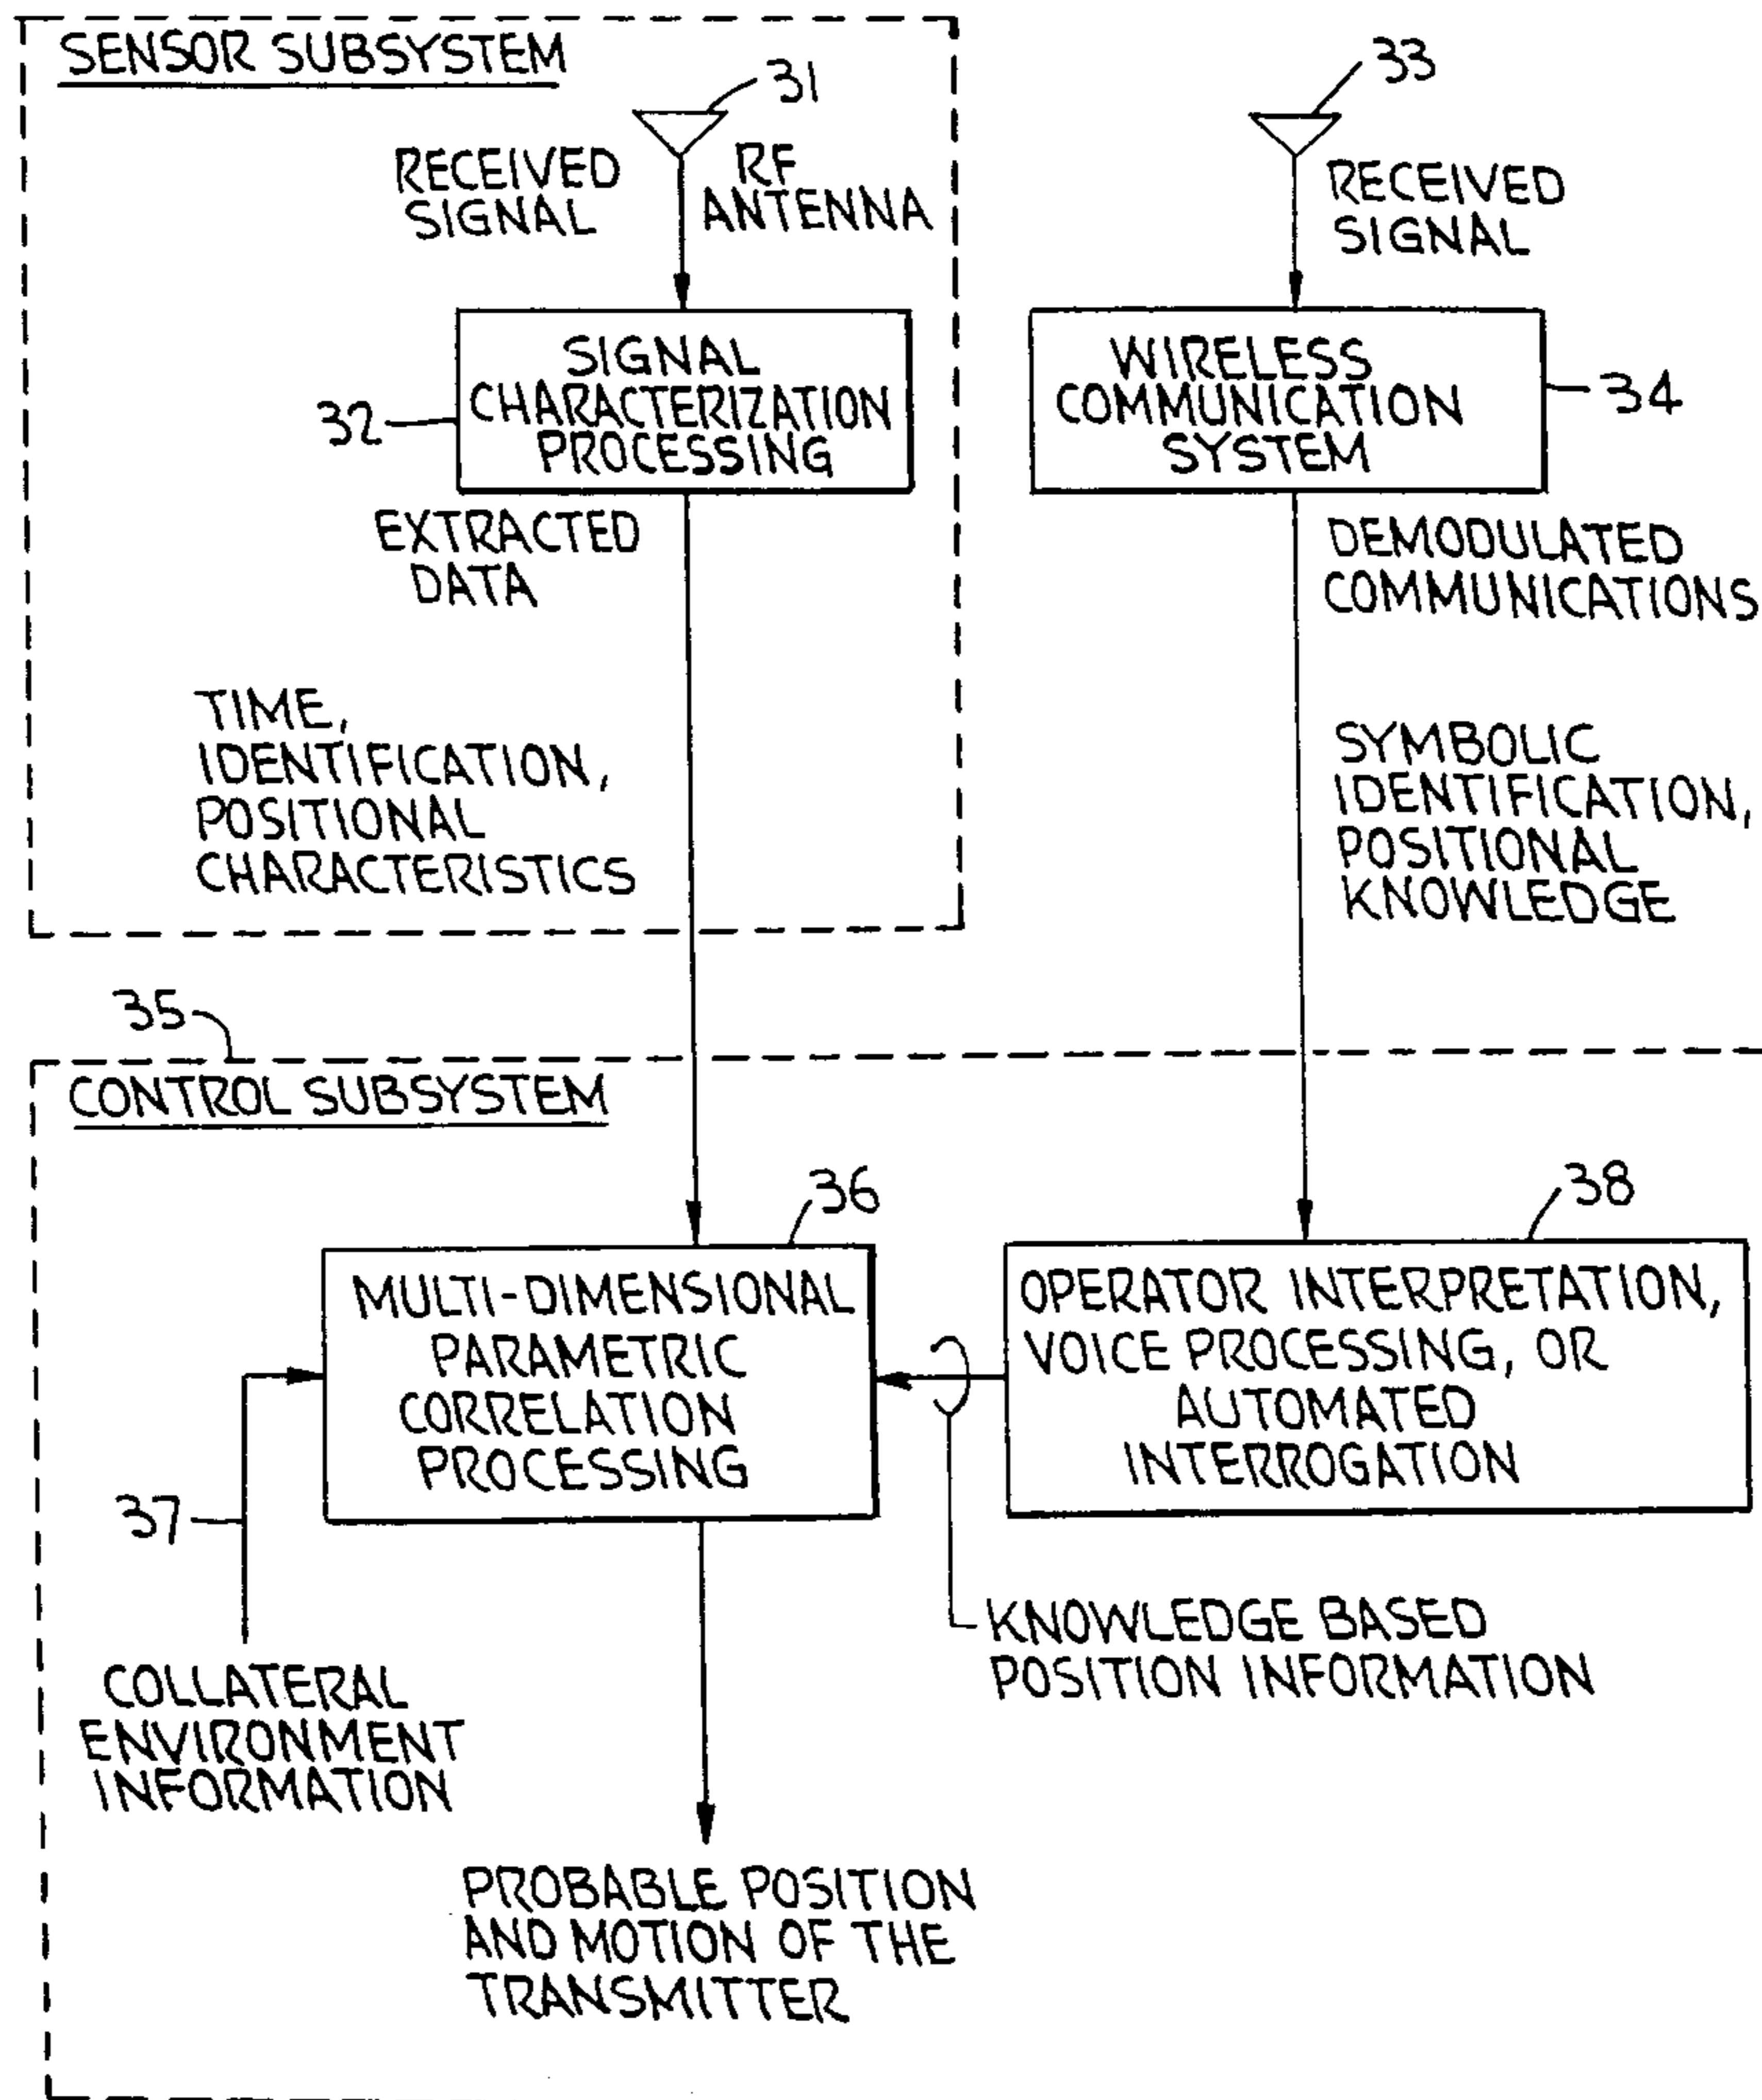 SENSOR SUBSYSTEM
31
RECEIVED
SIGNAL
RF
ANTENNA
SIGNAL
CHARACTERIZATION
PROCESSING
32
EXTRACTED
DATA
TIME,
IDENTIFICATION,
POSITIONAL
CHARACTERISTICS
33
RECEIVED
SIGNAL
WIRELESS
COMMUNICATION
SYSTEM
34
DEMODULATED
COMMUNICATIONS
SYMBOLIC
IDENTIFICATION,
POSITIONAL
KNOWLEDGE
35
CONTROL SUBSYSTEM
36
MULTI-DIMENSIONAL
PARAMETRIC
CORRELATION
PROCESSING
38
OPERATOR INTERPRETATION,
VOICE PROCESSING, OR
AUTOMATED
INTERROGATION
37
COLLATERAL
ENVIRONMENT
INFORMATION
KNOWLEDGE BASED
POSITION INFORMATION
PROBABLE POSITION
AND MOTION OF THE
TRANSMITTER